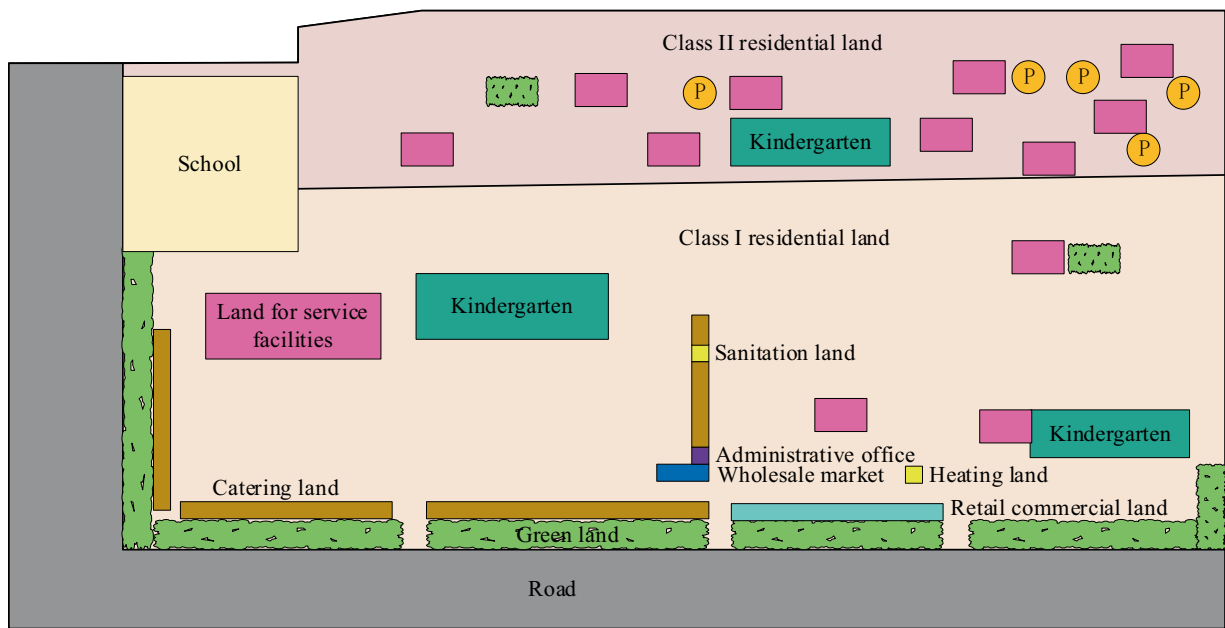 Class II residential land
P
P
P
P
P
School
Kindergarten
Class I residential land
Land for service
facilities
Kindergarten
Sanitation land
Kindergarten
Administrative office
Wholesale market
Heating land
Catering land
Retail commercial land
Green land
Road